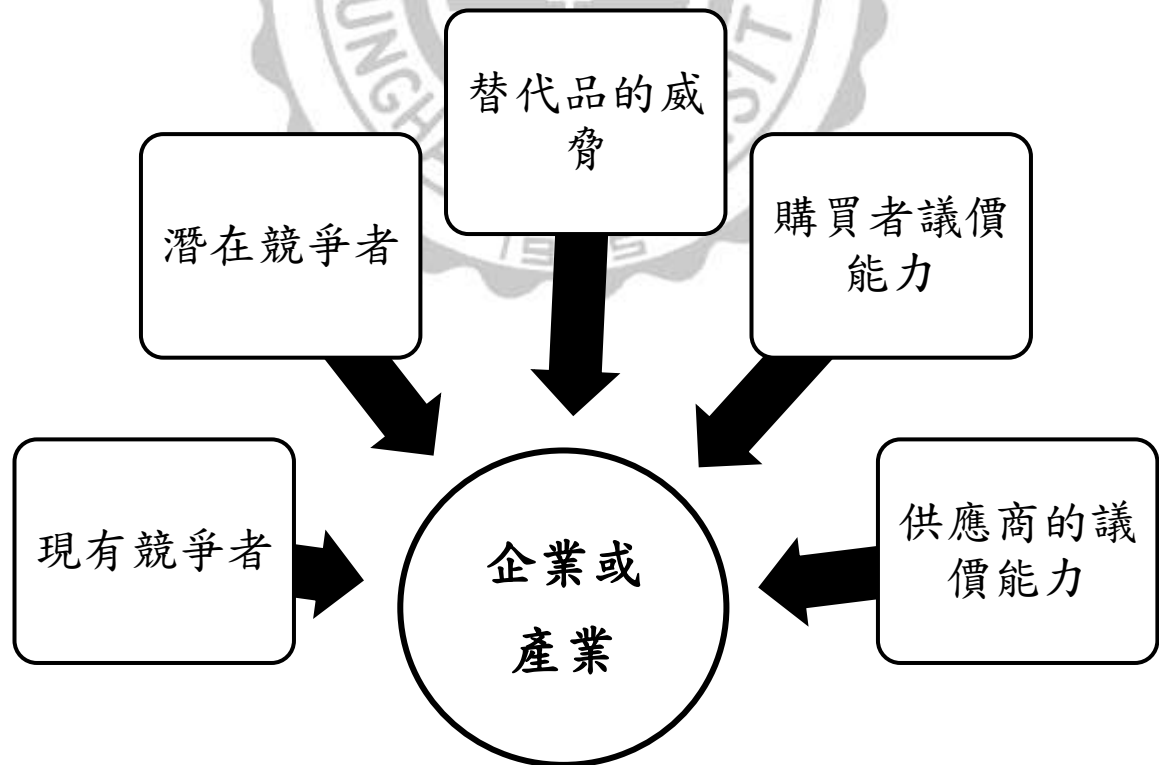 替代品的威
脅
潛在競爭者
購買者議價
能力
現有競爭者
供應商的議
價能力
企業或
產業